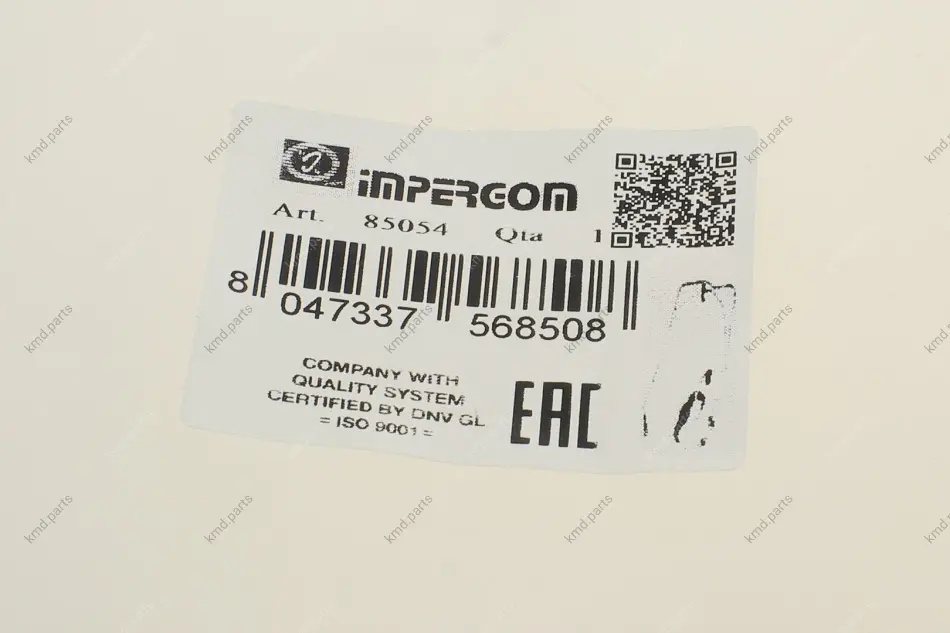 iMPERGOM
Art. 85054 Qta 1
8 047337 568508
COMPANY WITH
QUALITY SYSTEM
CERTIFIED BY DNV GL
= ISO 9001 =
EAC
kmd.parts